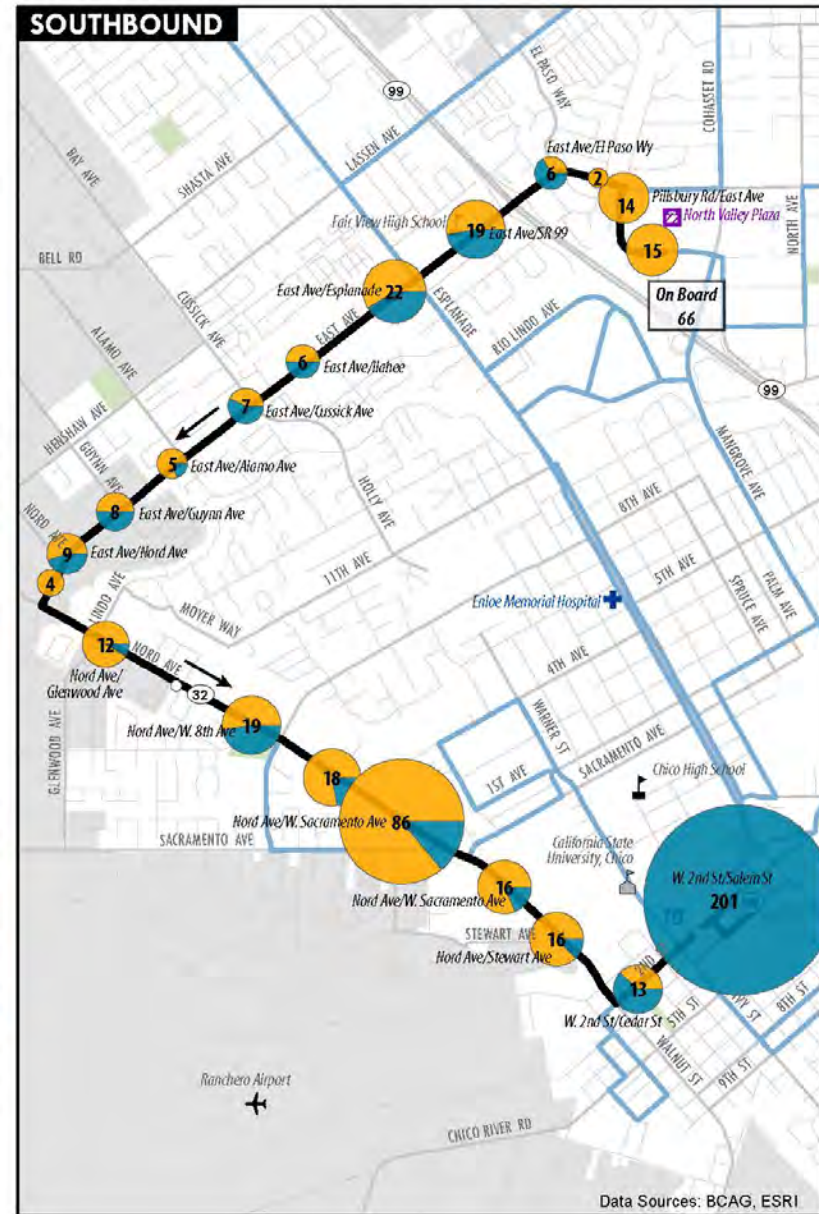 SOUTHBOUND
EL PASO WY
COHASSET RD
99
BAY AVE
LASSEN AVE
SHASTA AVE
East Ave/El Paso Wy
6
2
Pillsbury Rd/East Ave
14
North Valley Plaza
NORTH AVE
Fair View High School
19
East Ave/SR 99
15
BELL RD
On Board
66
East Ave/Esplanade
22
CUSSICK AVE
ESPLANADE
EAST AVE
RIO LINDO AVE
ALAMO AVE
6
East Ave/Ilahee
99
HENSHAW AVE
7
East Ave/Cussick Ave
GUYNN AVE
5
East Ave/Alamo Ave
MANGROVE AVE
HOLLY AVE
NORD AVE
8
East Ave/Guynn Ave
8TH AVE
9
East Ave/Nord Ave
11TH AVE
5TH AVE
4
LINDO AVE
MOYER WAY
SPRUCE AVE
PALM AVE
Enloe Memorial Hospital
12
NORD AVE
4TH AVE
Nord Ave/
Glenwood Ave
32
GLENWOOD AVE
Nord Ave/W. 8th Ave
19
WARNER ST
SACRAMENTO AVE
1ST AVE
18
Chico High School
Nord Ave/W. Sacramento Ave
86
SACRAMENTO AVE
California State
University, Chico
W. 2nd St/Salem St
201
Nord Ave/W. Sacramento Ave
16
STEWART AVE
16
Nord Ave/Stewart Ave
2ND
13
W. 2nd St/Cedar St
5TH ST
IVY ST
8TH ST
WALNUT ST
9TH ST
Ranchero Airport
CHICO RIVER RD
Data Sources: BCAG, ESRI